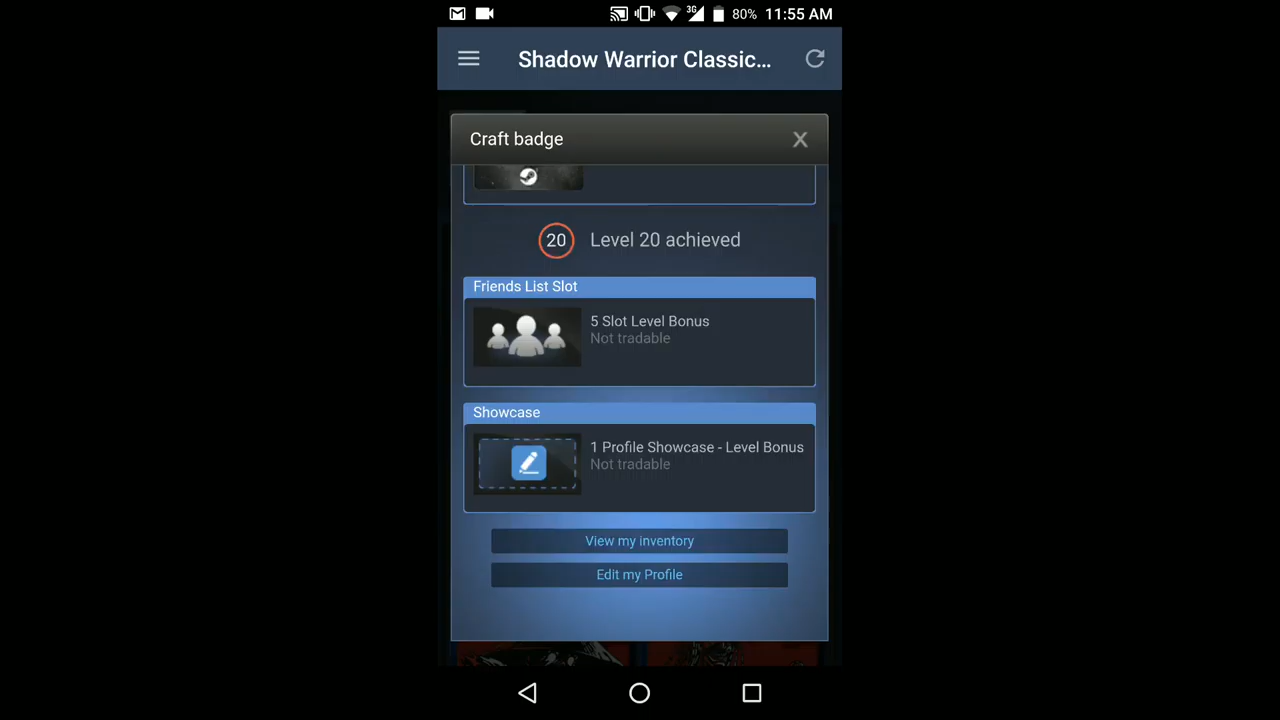 3G 80% 11:55 AM
Shadow Warrior Classic...
Craft badge X
20 Level 20 achieved
Friends List Slot
5 Slot Level Bonus
Not tradable
Showcase
1 Profile Showcase - Level Bonus
Not tradable
View my inventory
Edit my Profile